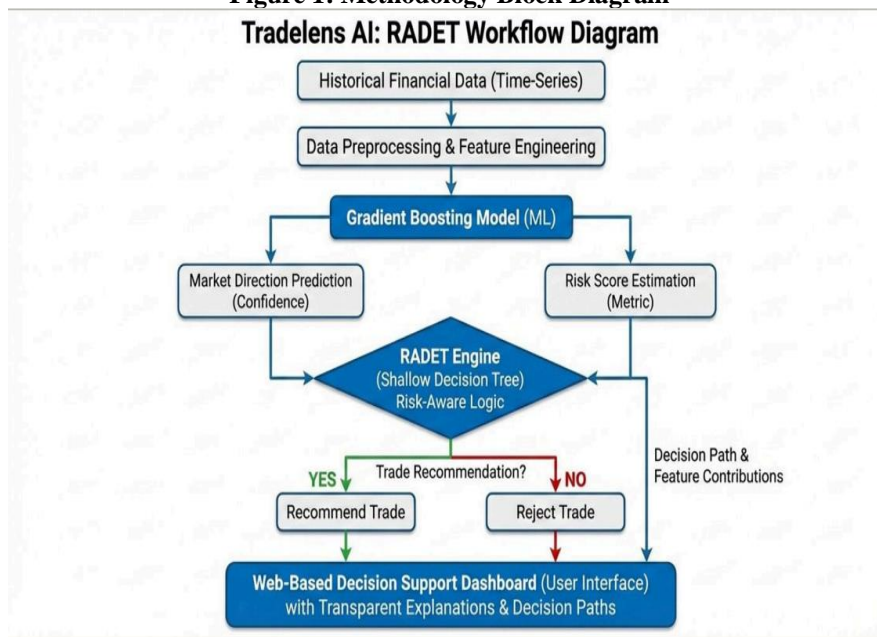 Figure 1: Methodology Block Diagram
Tradelens AI: RADET Workflow Diagram
Historical Financial Data (Time-Series)
Data Preprocessing & Feature Engineering
Gradient Boosting Model (ML)
Market Direction Prediction
(Confidence)
Risk Score Estimation
(Metric)
RADET Engine
(Shallow Decision Tree)
Risk-Aware Logic
Decision Path &
Feature Contributions
Trade Recommendation?
YES
NO
Recommend Trade
Reject Trade
Web-Based Decision Support Dashboard (User Interface)
with Transparent Explanations & Decision Paths